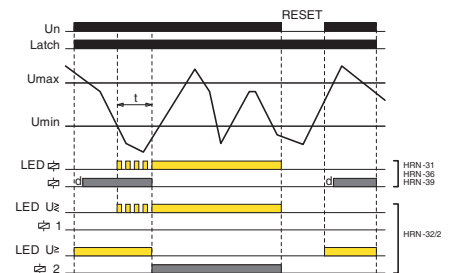 RESET
Un
Latch
Umax
t
Umin
LED
HRN-31
HRN-36
HRN-39
d
d
LED U≥
1
HRN-32/2
LED U≥
2